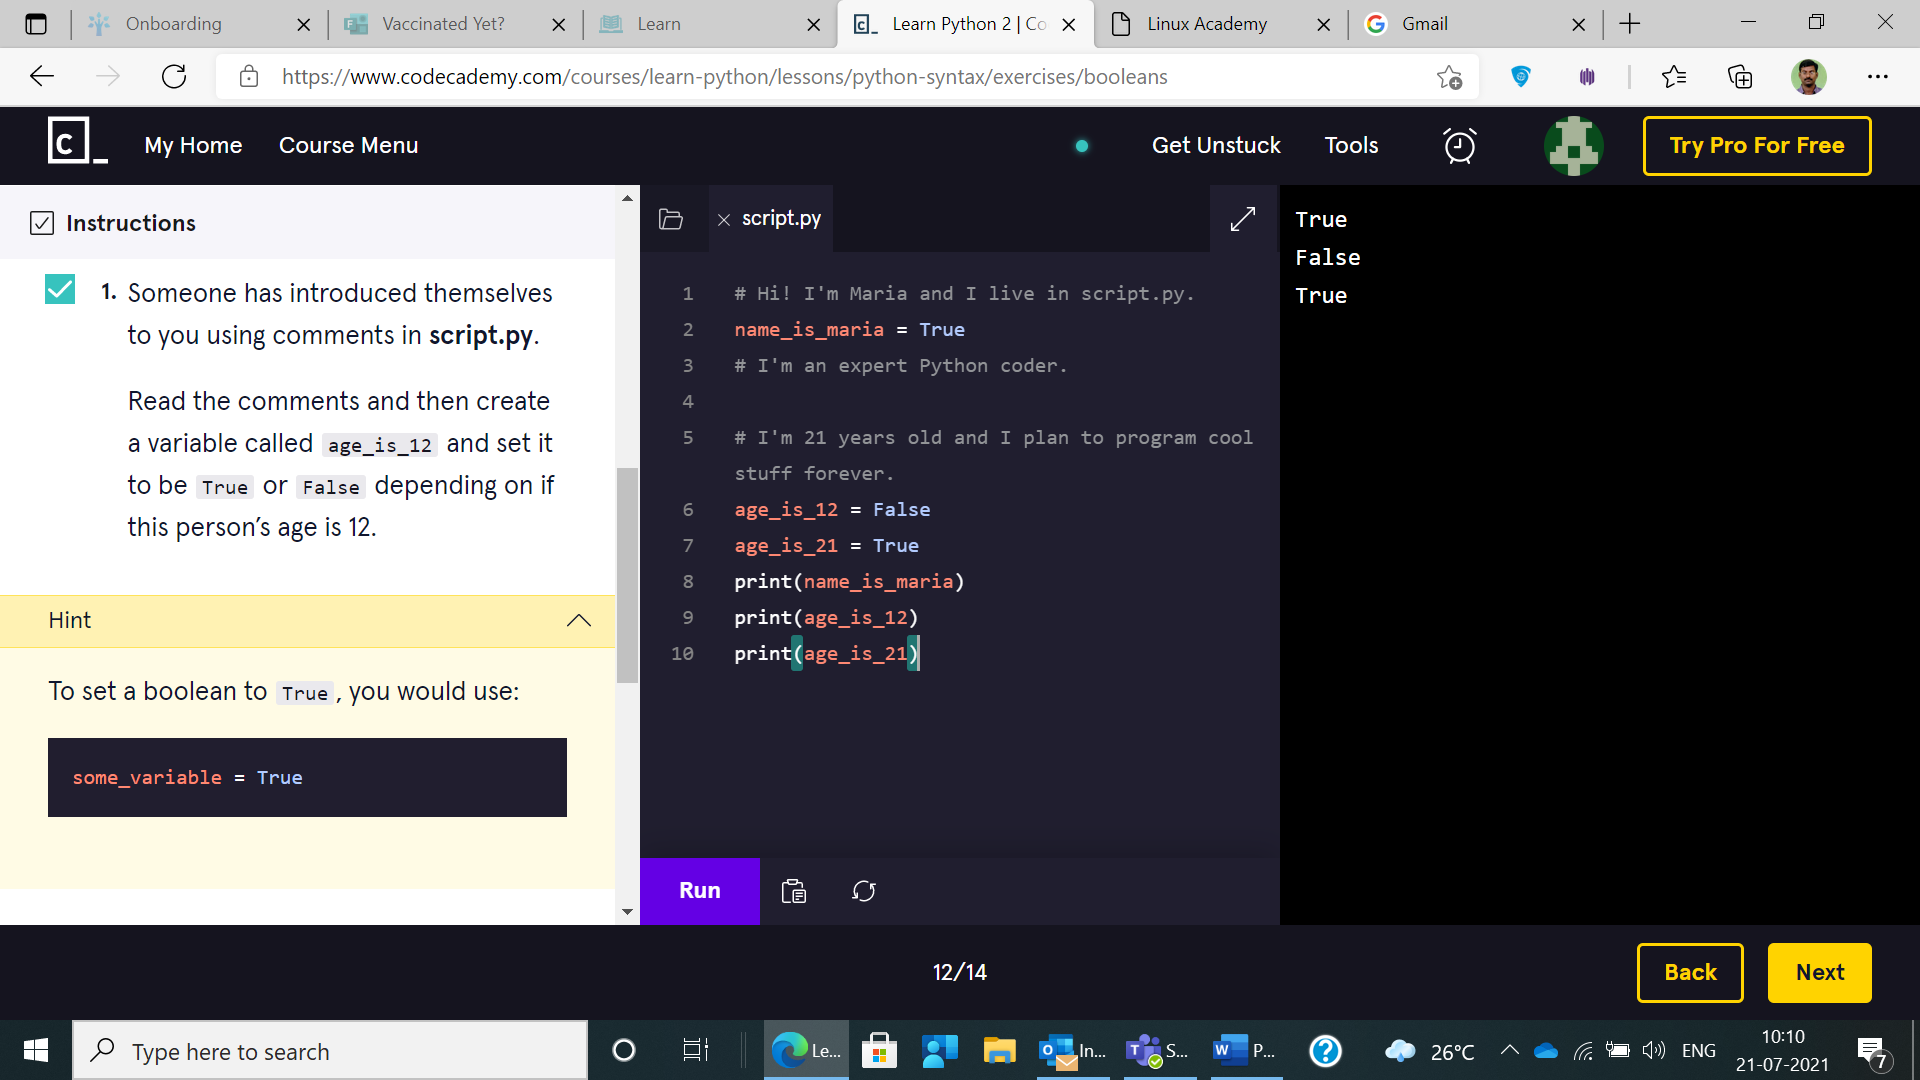 Onboarding
Vaccinated Yet?
Learn
Learn Python 2 | Co
Linux Academy
Gmail
https://www.codecademy.com/courses/learn-python/lessons/python-syntax/exercises/booleans
c_
My Home
Course Menu
Get Unstuck
Tools
Try Pro For Free
Instructions
1. Someone has introduced themselves
to you using comments in script.py.
Read the comments and then create
a variable called age_is_12 and set it
to be True or False depending on if
this person’s age is 12.
Hint
To set a boolean to True, you would use:
some_variable = True
script.py
1 # Hi! I'm Maria and I live in script.py.
2 name_is_maria = True
3 # I'm an expert Python coder.
4
5 # I'm 21 years old and I plan to program cool
stuff forever.
6 age_is_12 = False
7 age_is_21 = True
8 print(name_is_maria)
9 print(age_is_12)
10 print(age_is_21)
Run
True
False
True
12/14
Back
Next
Type here to search
Le...
In...
S...
P...
26°C
ENG
10:10
21-07-2021
7